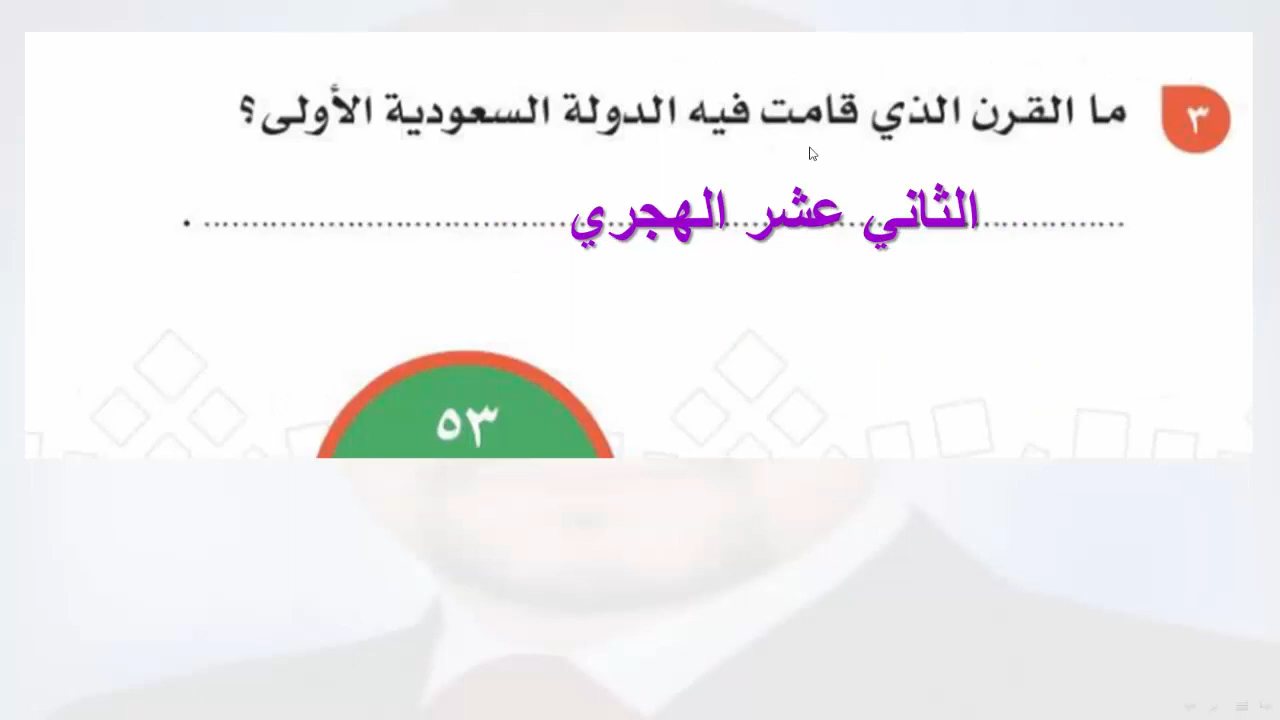 ٣
ما القرن الذي قامت فيه الدولة السعودية الأولى؟
الثاني عشر الهجري
٥٣